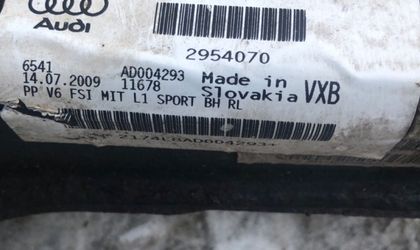 Audi
2954070
6541 AD004293 Made in VXB
14.07.2009 11678 Slovakia
PP V6 FSI MIT L1 SPORT BH RL
2174L8AD004293+